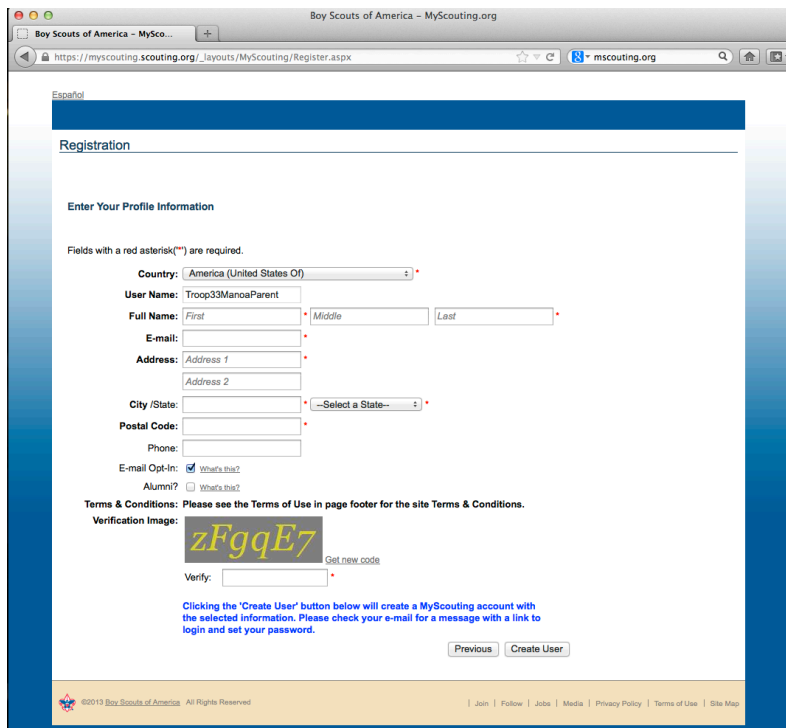 Boy Scouts of America – MyScouting.org
Boy Scouts of America – MySco... +
https://myscouting.scouting.org/_layouts/MyScouting/Register.aspx mscouting.org
Español
Registration
Enter Your Profile Information
Fields with a red asterisk('*') are required.
Country: America (United States Of) *
User Name: Troop33ManoaParent
Full Name: First * Middle Last *
E-mail: *
Address: Address 1 *
Address 2
City /State: * --Select a State-- *
Postal Code: *
Phone:
E-mail Opt-In: What's this?
Alumni? What's this?
Terms & Conditions: Please see the Terms of Use in page footer for the site Terms & Conditions.
Verification Image: zFgqE7 Get new code
Verify: *
Clicking the 'Create User' button below will create a MyScouting account with
the selected information. Please check your e-mail for a message with a link to
login and set your password.
Previous Create User
©2013 Boy Scouts of America All Rights Reserved | Join | Follow | Jobs | Media | Privacy Policy | Terms of Use | Site Map